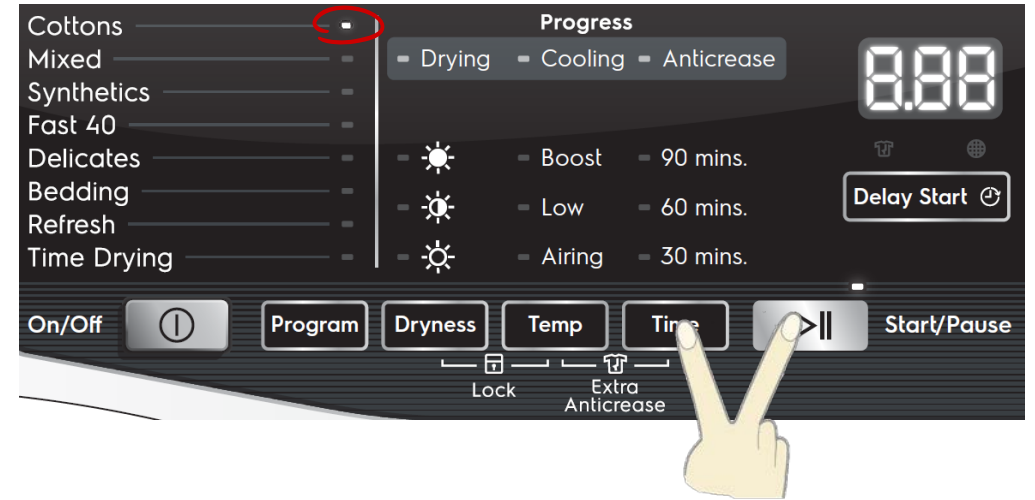 Cottons
Mixed
Synthetics
Fast 40
Delicates
Bedding
Refresh
Time Drying
Progress
Drying Cooling Anticrease
8.88
Boost 90 mins.
Low 60 mins.
Airing 30 mins.
Delay Start
On/Off Program Dryness Temp Time Start/Pause
Lock
Extra
Anticrease